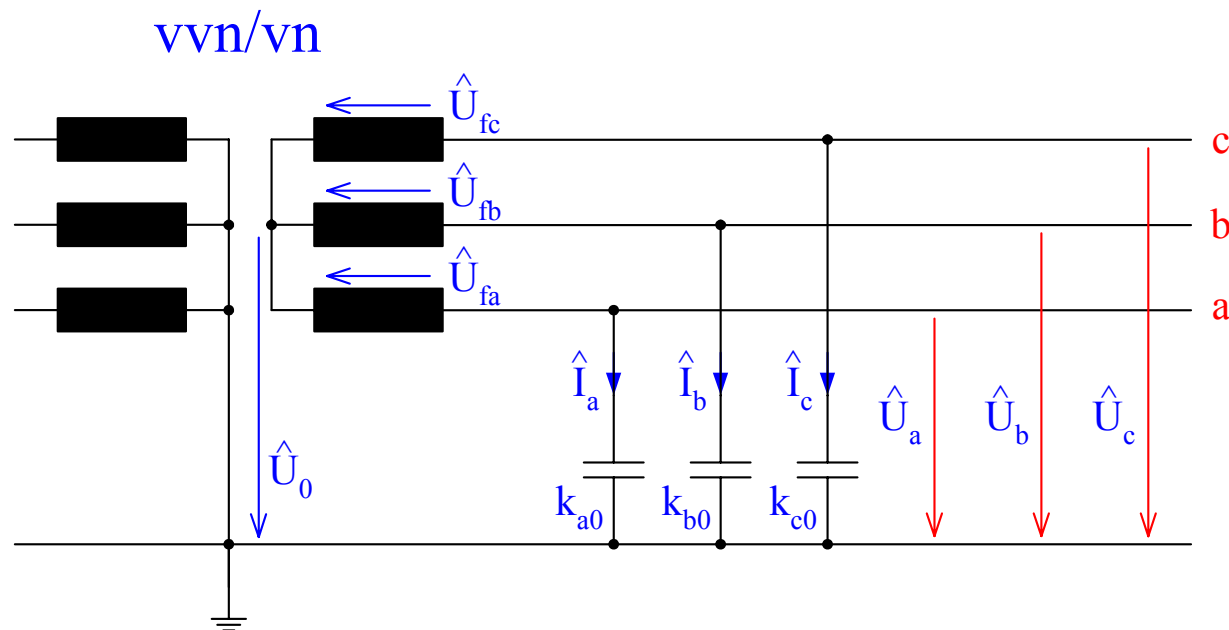 vvn/vn
Û_fc
c
Û_fb
b
Û_fa
a
Î_a Î_b Î_c
Û_a Û_b Û_c
Û_0
k_a0 k_b0 k_c0